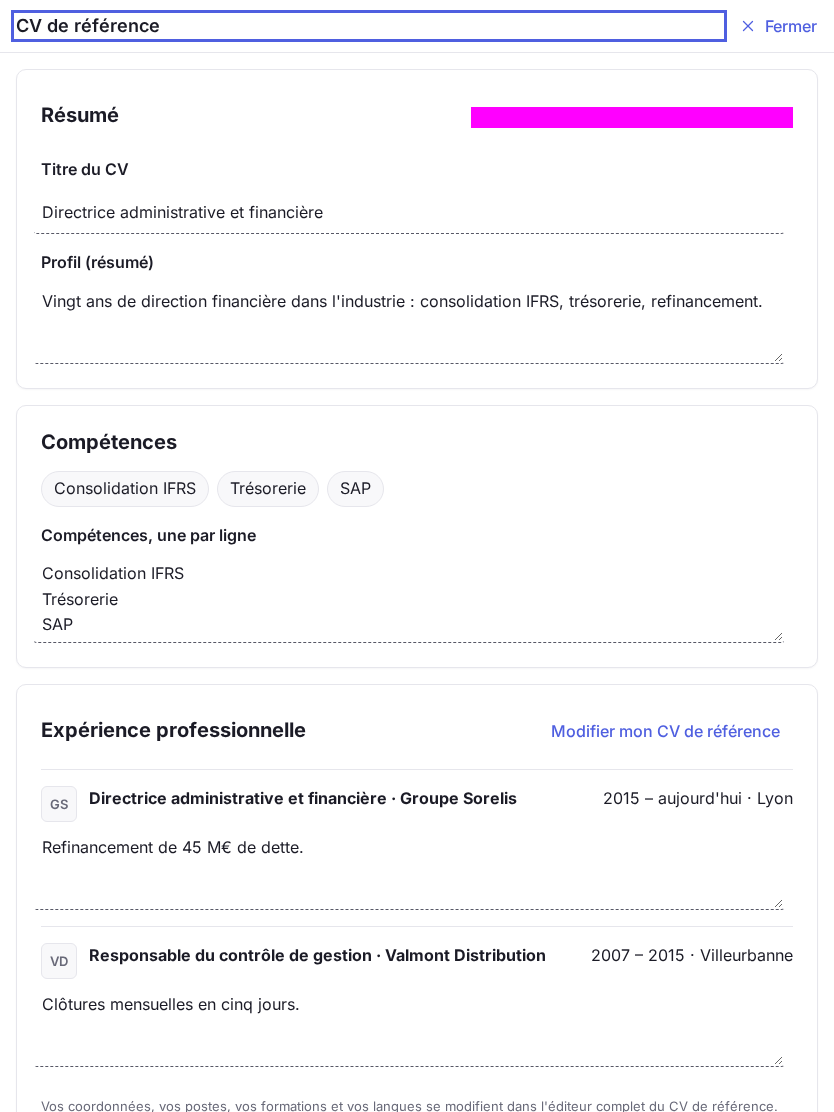 CV de référence
Fermer
Résumé
Titre du CV
Directrice administrative et financière
Profil (résumé)
Vingt ans de direction financière dans l'industrie : consolidation IFRS, trésorerie, refinancement.
Compétences
Consolidation IFRS Trésorerie SAP
Compétences, une par ligne
Consolidation IFRS
Trésorerie
SAP
Expérience professionnelle
Modifier mon CV de référence
GS Directrice administrative et financière · Groupe Sorelis 2015 – aujourd'hui · Lyon
Refinancement de 45 M€ de dette.
VD Responsable du contrôle de gestion · Valmont Distribution 2007 – 2015 · Villeurbanne
Clôtures mensuelles en cinq jours.
Vos coordonnées, vos postes, vos formations et vos langues se modifient dans l'éditeur complet du CV de référence.